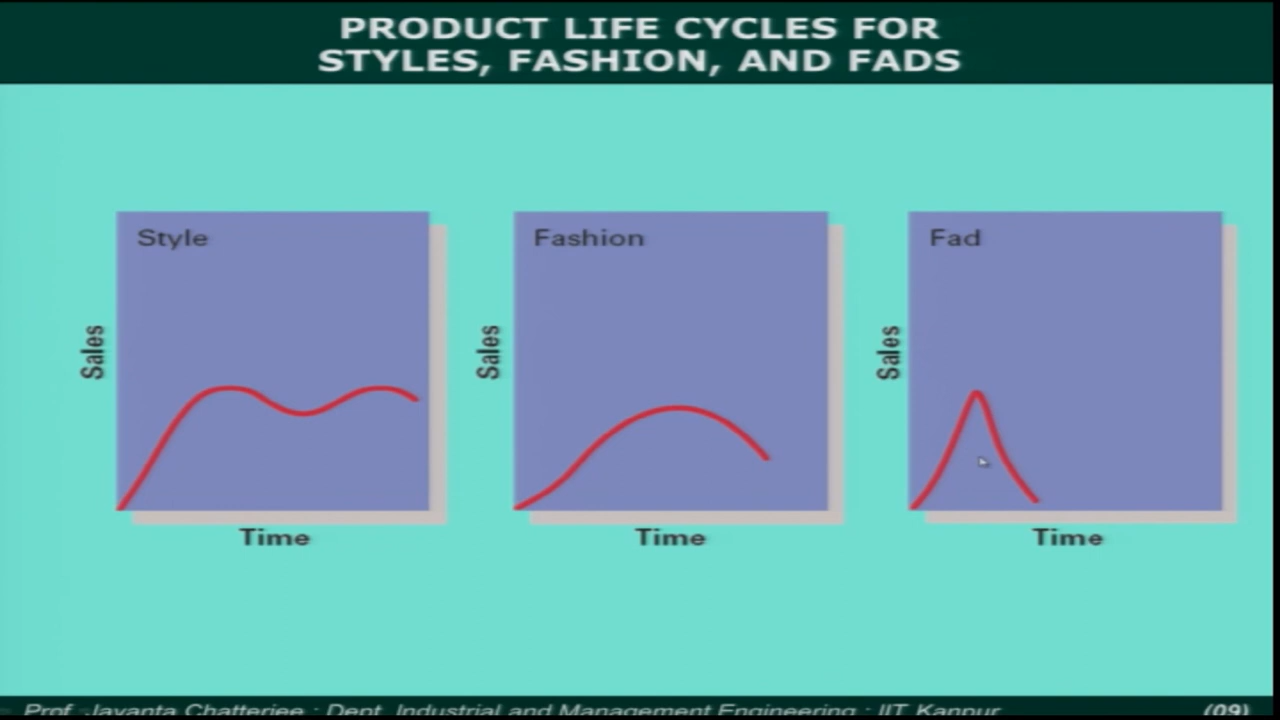 PRODUCT LIFE CYCLES FOR
STYLES, FASHION, AND FADS
Style
Fashion
Fad
Sales
Sales
Sales
Time
Time
Time
Prof. Jayanta Chatterjee : Dept. Industrial and Management Engineering : IIT Kanpur
(09)